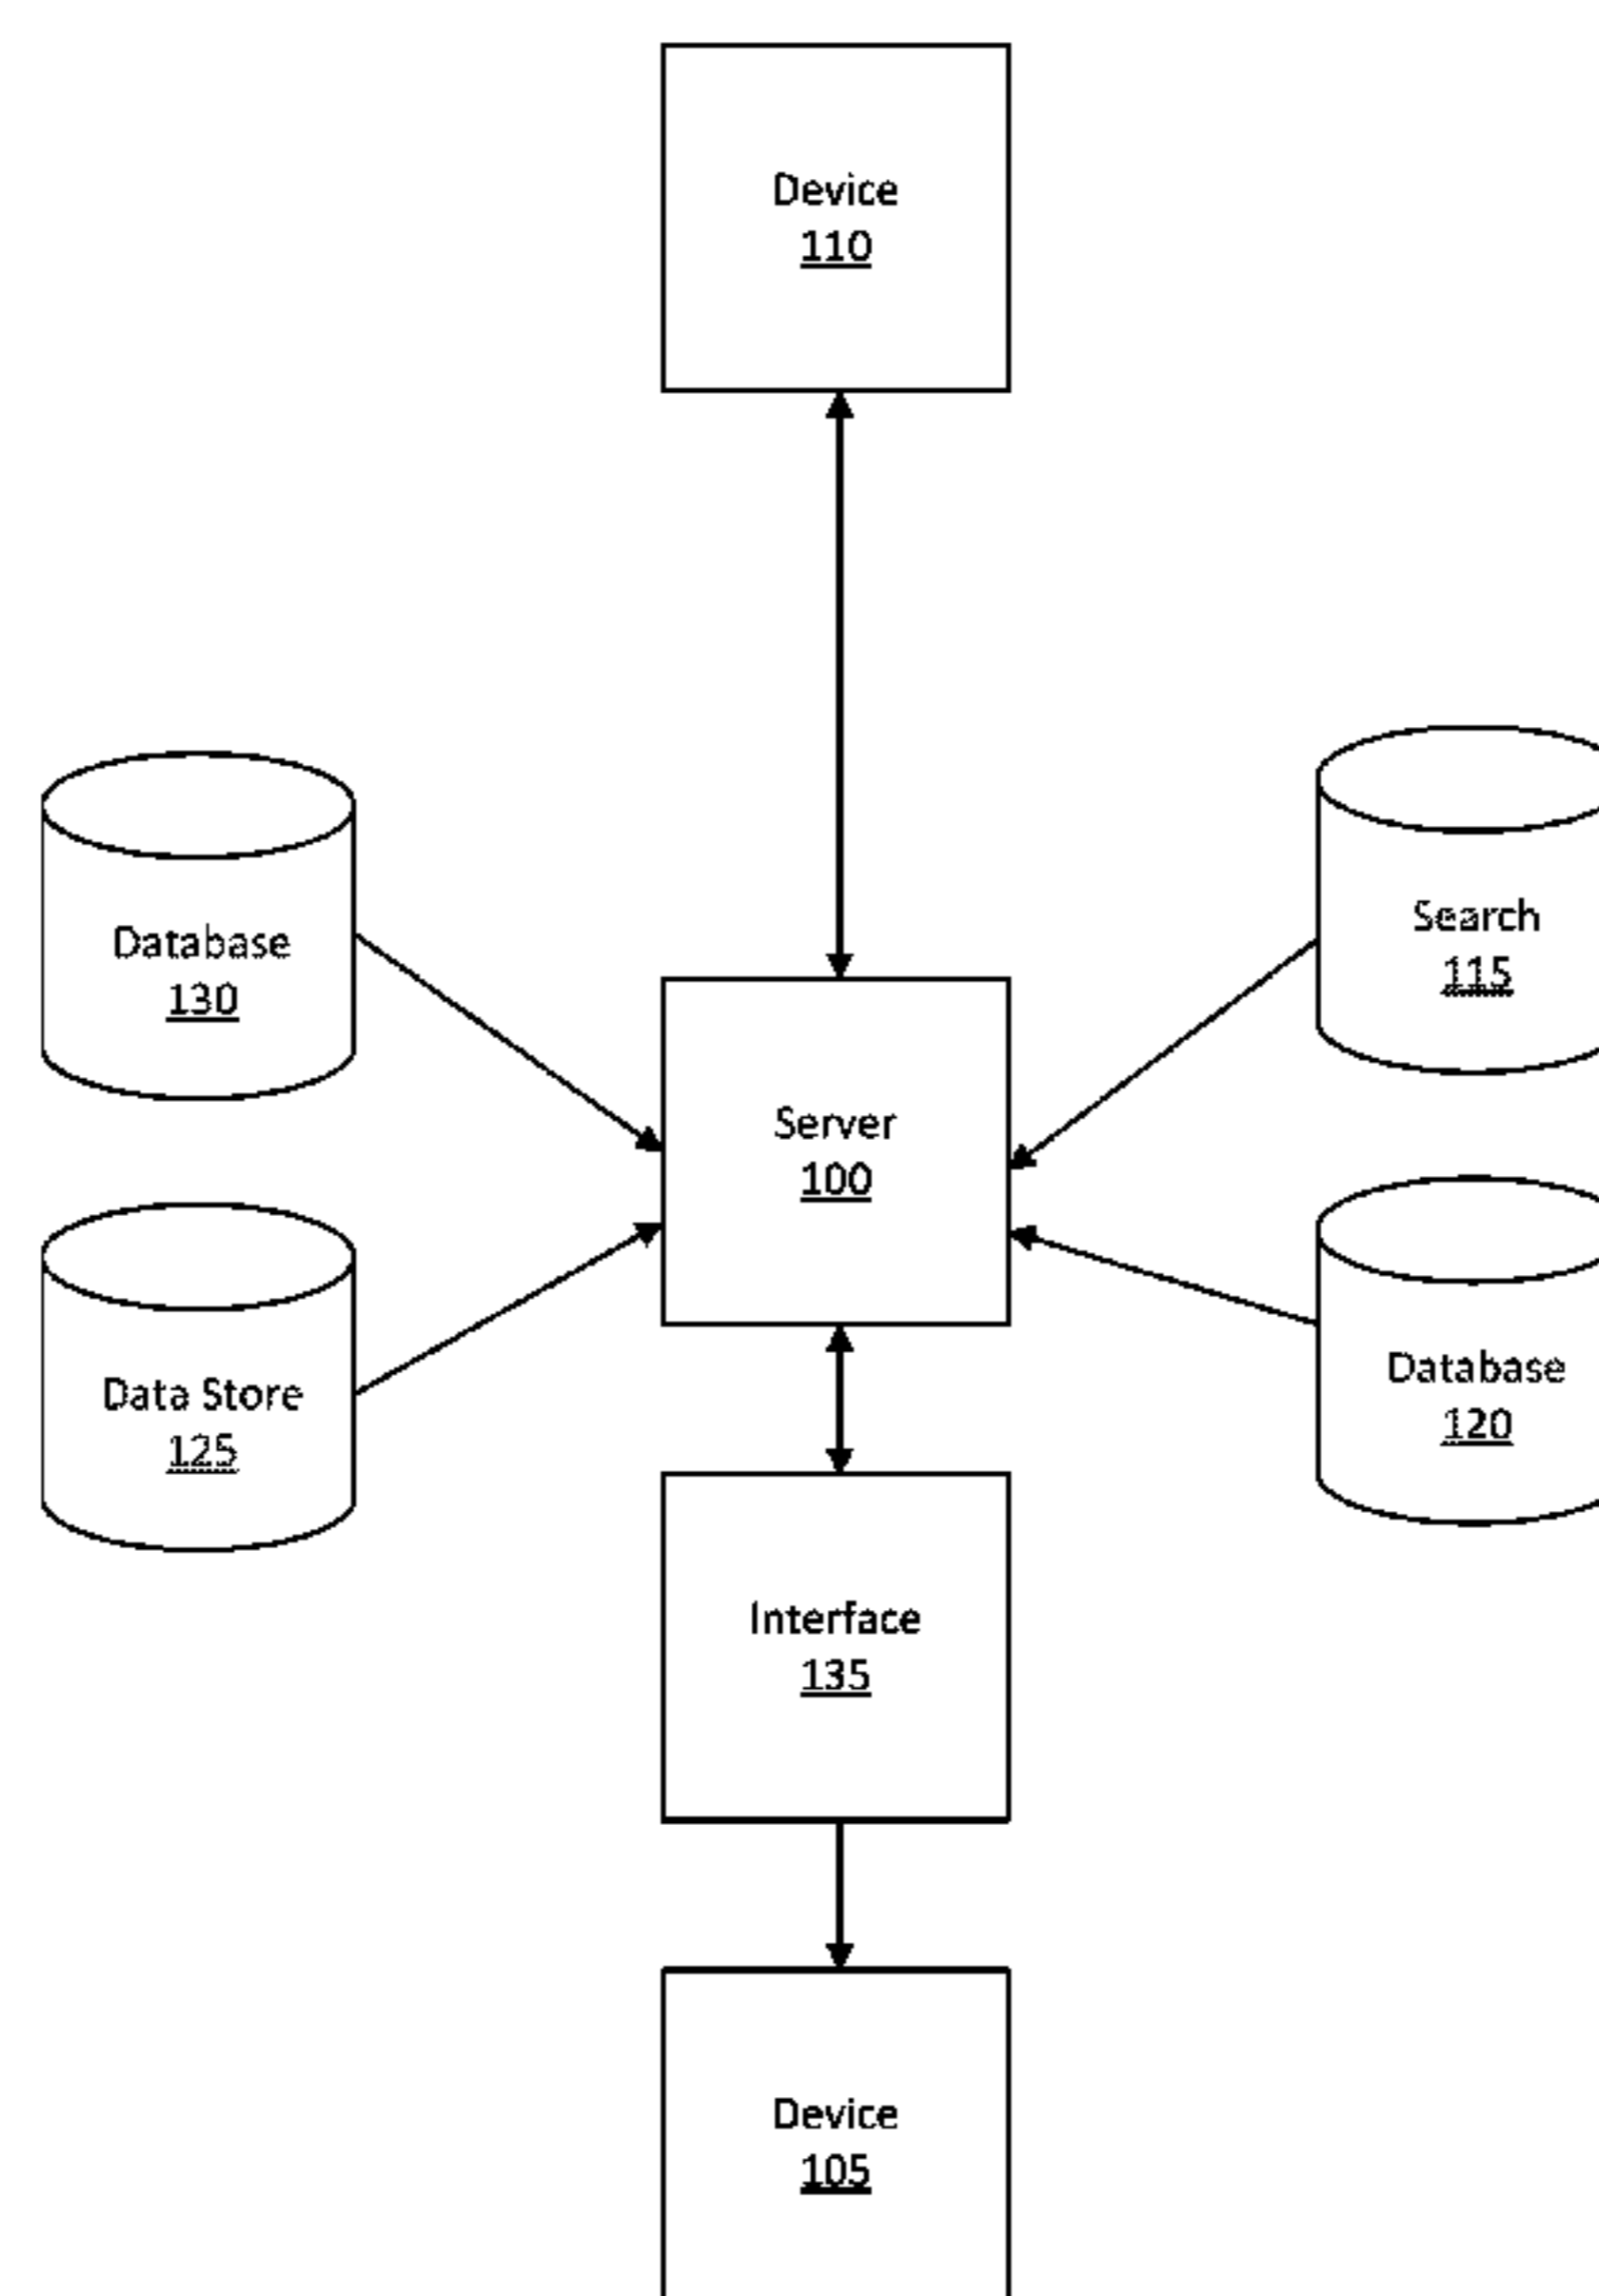 Device
110
Database
130
Search
115
Server
100
Data Store
125
Database
120
Interface
135
Device
105